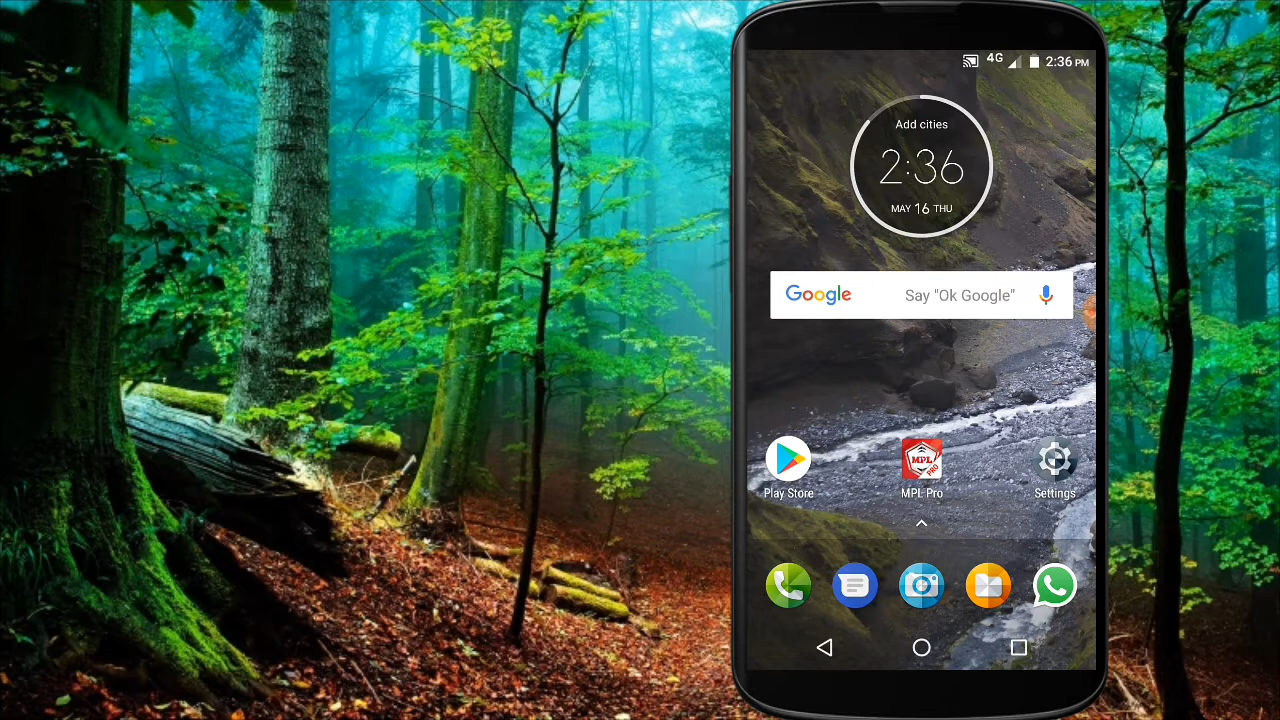 4G 2:36 PM
Add cities
2:36
MAY 16 THU
Google Say "Ok Google"
MPL
PRO
Play Store MPL Pro Settings